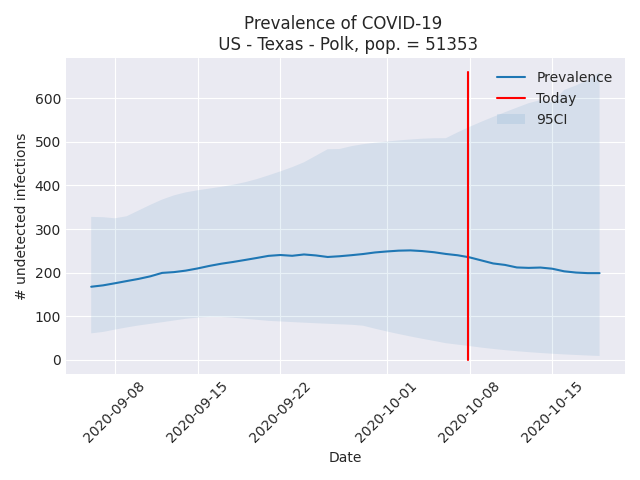 Prevalence of COVID-19
US - Texas - Polk, pop. = 51353
# undetected infections
600
500
400
300
200
100
0
Prevalence
Today
95CI
2020-09-08
2020-09-15
2020-09-22
2020-10-01
2020-10-08
2020-10-15
Date